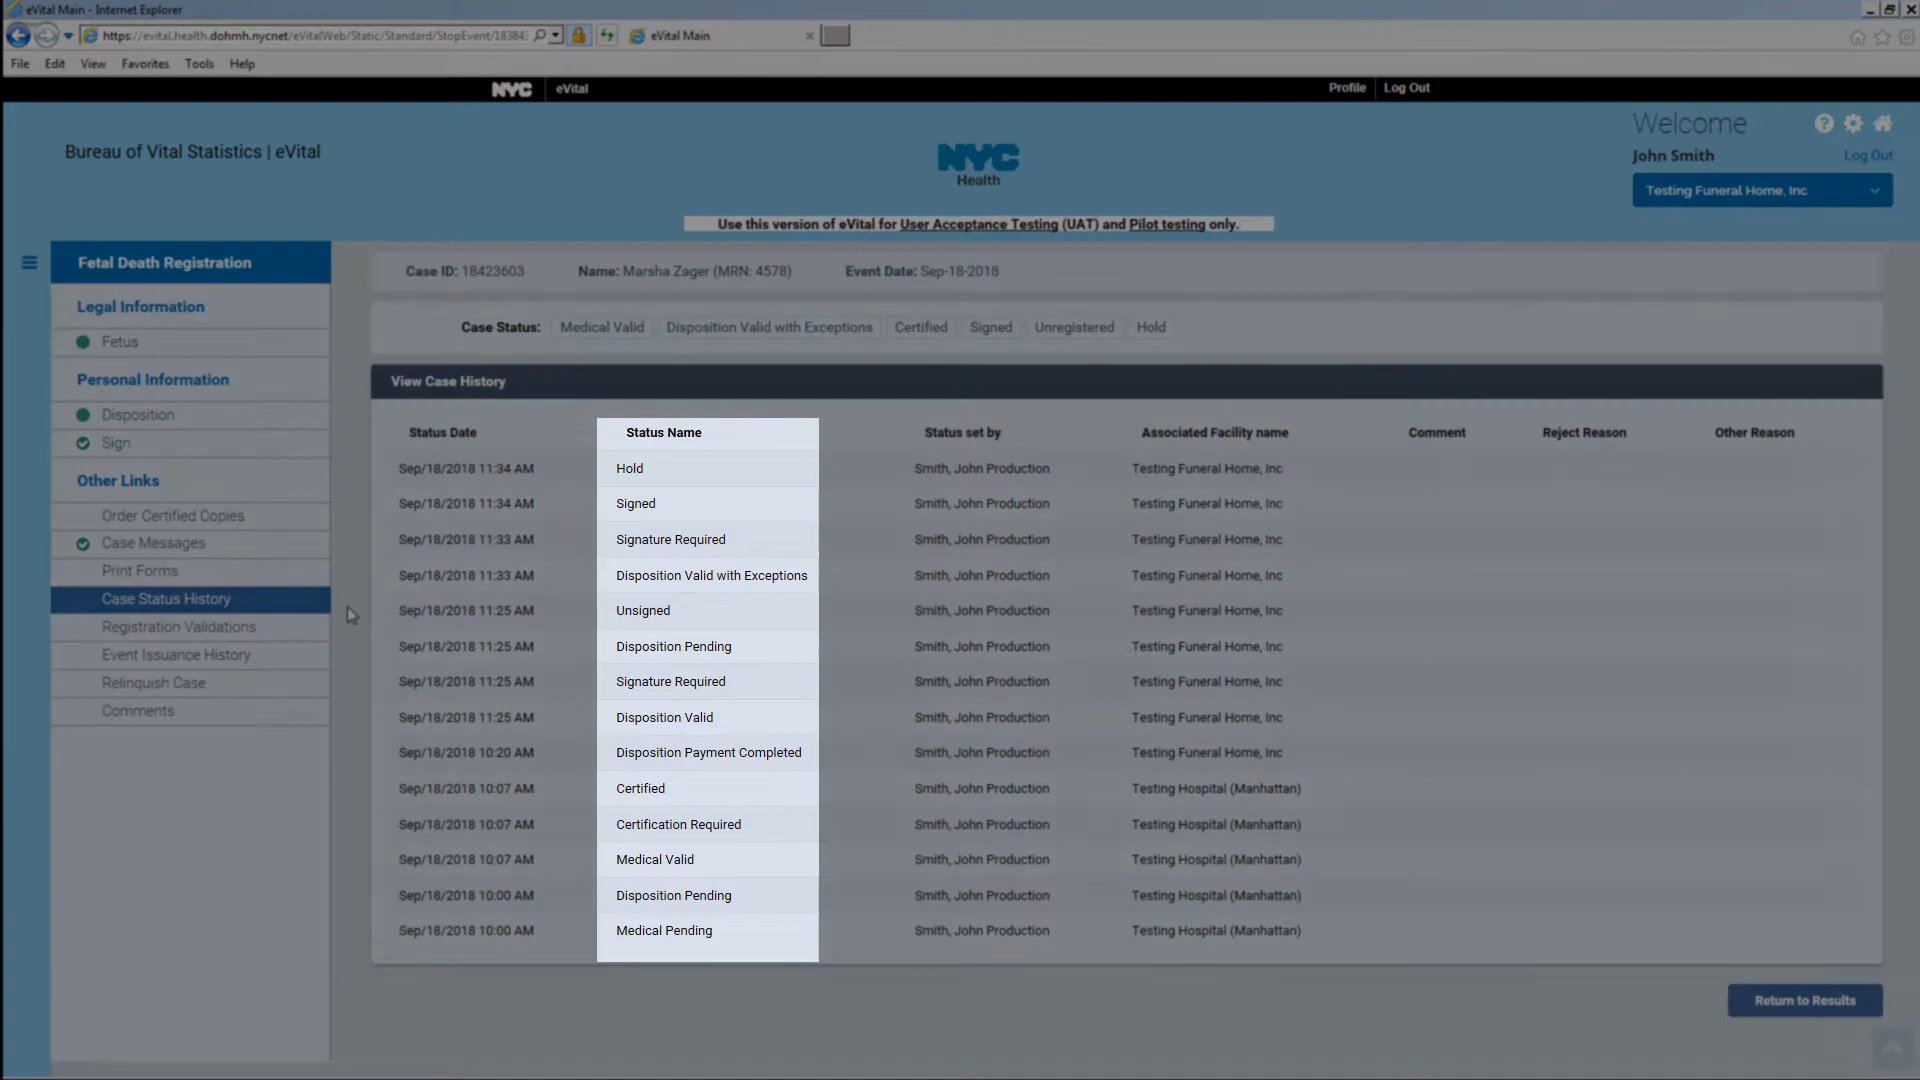 eVital Main - Internet Explorer
https://evital.health.dohmh.nycnet/eVitalWeb/Static/Standard/StopEvent/18384 eVital Main
File Edit View Favorites Tools Help
NYC eVital Profile Log Out
Bureau of Vital Statistics | eVital
NYC
Health
Welcome
John Smith Log Out
Testing Funeral Home, Inc
Use this version of eVital for User Acceptance Testing (UAT) and Pilot testing only.
Fetal Death Registration
Legal Information
Fetus
Personal Information
Disposition
Sign
Other Links
Order Certified Copies
Case Messages
Print Forms
Case Status History
Registration Validations
Event Issuance History
Relinquish Case
Comments
Case ID: 18423603 Name: Marsha Zager (MRN: 4578) Event Date: Sep-18-2018
Case Status: Medical Valid Disposition Valid with Exceptions Certified Signed Unregistered Hold
View Case History
Status Date Status Name Status set by Associated Facility name Comment Reject Reason Other Reason
Sep/18/2018 11:34 AM Hold Smith, John Production Testing Funeral Home, Inc
Sep/18/2018 11:34 AM Signed Smith, John Production Testing Funeral Home, Inc
Sep/18/2018 11:33 AM Signature Required Smith, John Production Testing Funeral Home, Inc
Sep/18/2018 11:33 AM Disposition Valid with Exceptions Smith, John Production Testing Funeral Home, Inc
Sep/18/2018 11:25 AM Unsigned Smith, John Production Testing Funeral Home, Inc
Sep/18/2018 11:25 AM Disposition Pending Smith, John Production Testing Funeral Home, Inc
Sep/18/2018 11:25 AM Signature Required Smith, John Production Testing Funeral Home, Inc
Sep/18/2018 11:25 AM Disposition Valid Smith, John Production Testing Funeral Home, Inc
Sep/18/2018 10:20 AM Disposition Payment Completed Smith, John Production Testing Funeral Home, Inc
Sep/18/2018 10:07 AM Certified Smith, John Production Testing Hospital (Manhattan)
Sep/18/2018 10:07 AM Certification Required Smith, John Production Testing Hospital (Manhattan)
Sep/18/2018 10:07 AM Medical Valid Smith, John Production Testing Hospital (Manhattan)
Sep/18/2018 10:00 AM Disposition Pending Smith, John Production Testing Hospital (Manhattan)
Sep/18/2018 10:00 AM Medical Pending Smith, John Production Testing Hospital (Manhattan)
Return to Results